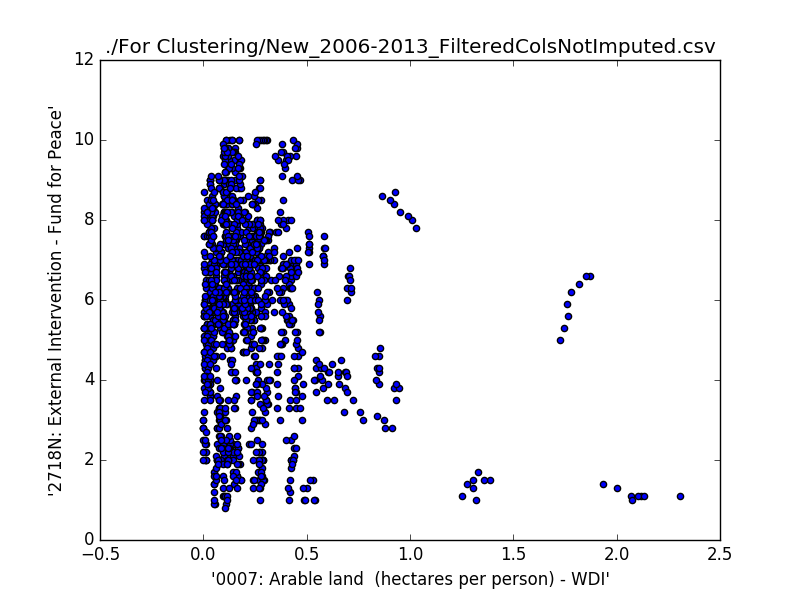 ./For Clustering/New_2006-2013_FilteredColsNotImputed.csv
12
10
8
6
4
2
0
'2718N: External Intervention - Fund for Peace'
−0.5 0.0 0.5 1.0 1.5 2.0 2.5
'0007: Arable land  (hectares per person) - WDI'